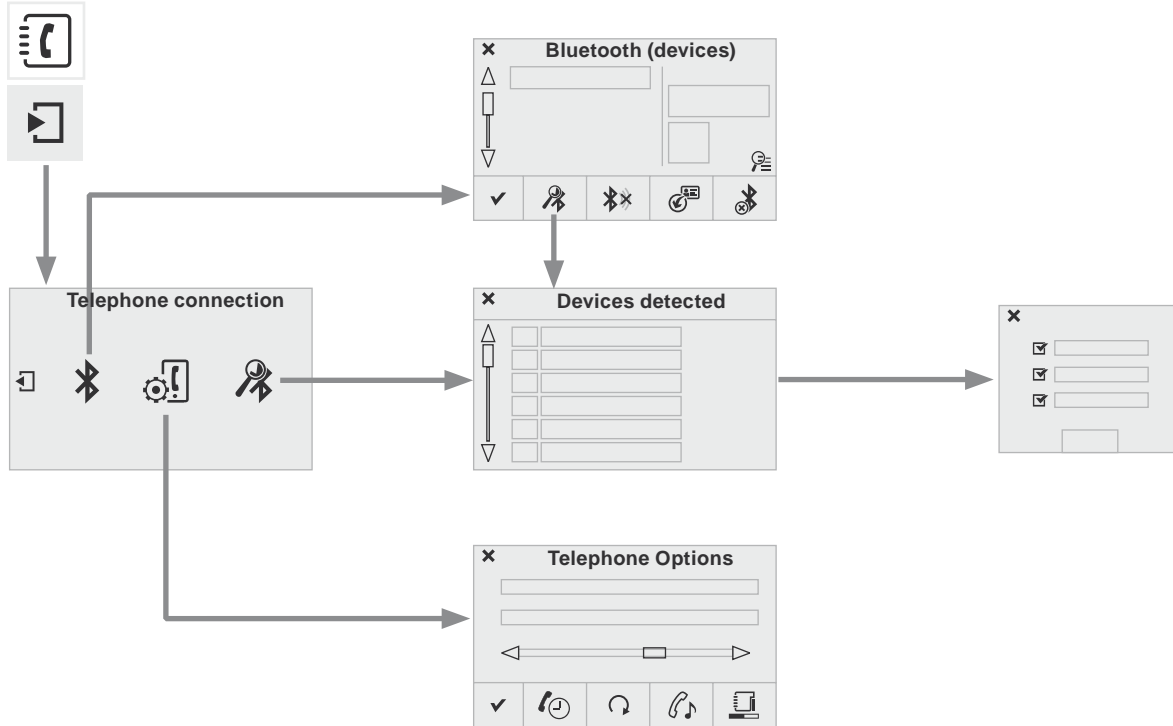 Bluetooth (devices)
Telephone connection
Devices detected
Telephone Options